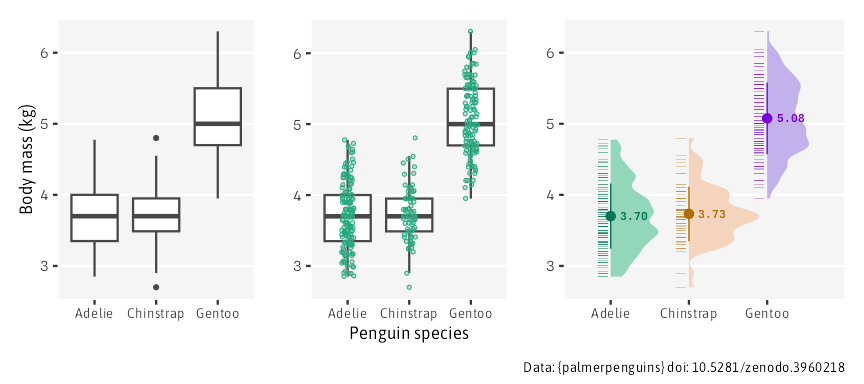 Body mass (kg)
6
5
4
3
Adelie Chinstrap Gentoo
6
5
4
3
Adelie Chinstrap Gentoo
Penguin species
6
5
4
3
5.08
3.70
3.73
Adelie Chinstrap Gentoo
Data: {palmerpenguins} doi: 10.5281/zenodo.3960218